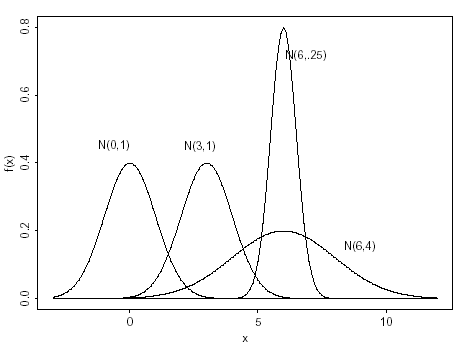 0.8
N(6,.25)
0.6
N(0,1)
N(3,1)
0.4
f(x)
0.2
N(6,4)
0.0
0 5 10
x